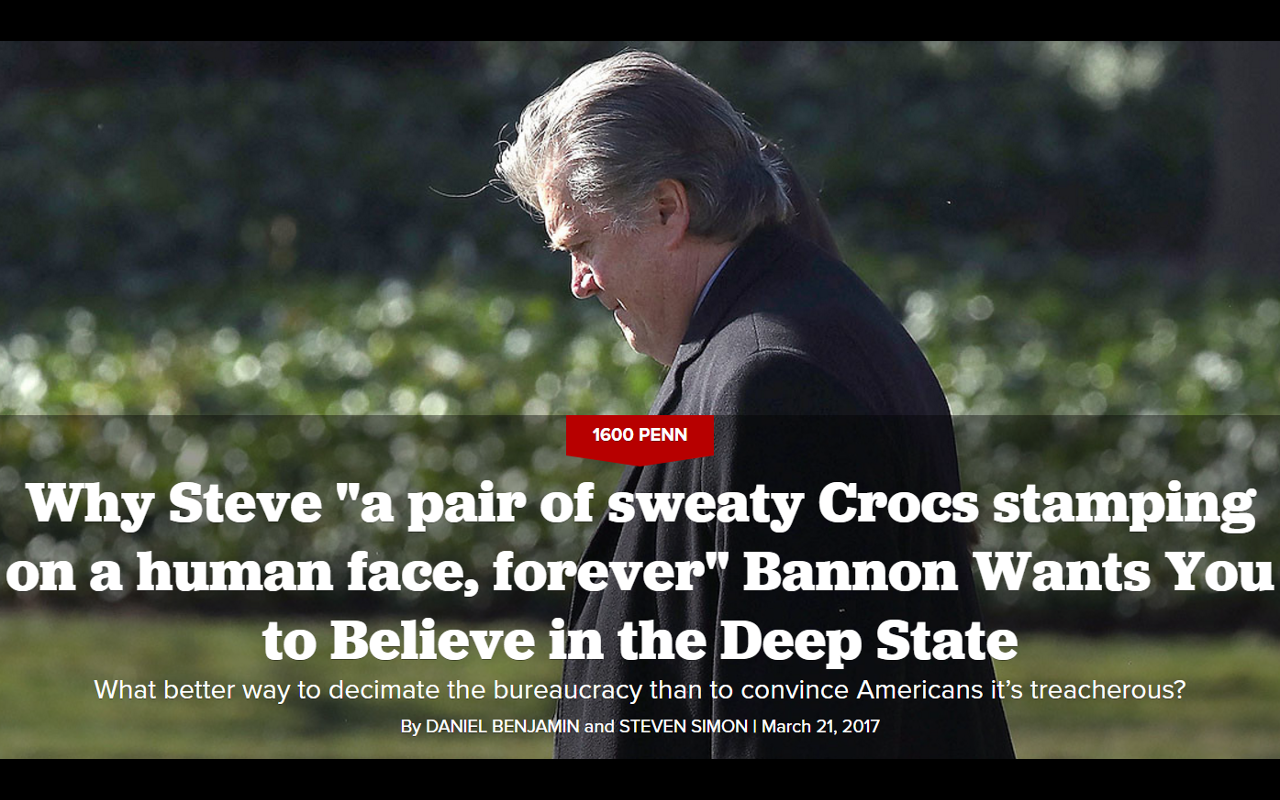 1600 PENN
Why Steve "a pair of sweaty Crocs stamping
on a human face, forever" Bannon Wants You
to Believe in the Deep State
What better way to decimate the bureaucracy than to convince Americans it’s treacherous?
By DANIEL BENJAMIN and STEVEN SIMON | March 21, 2017